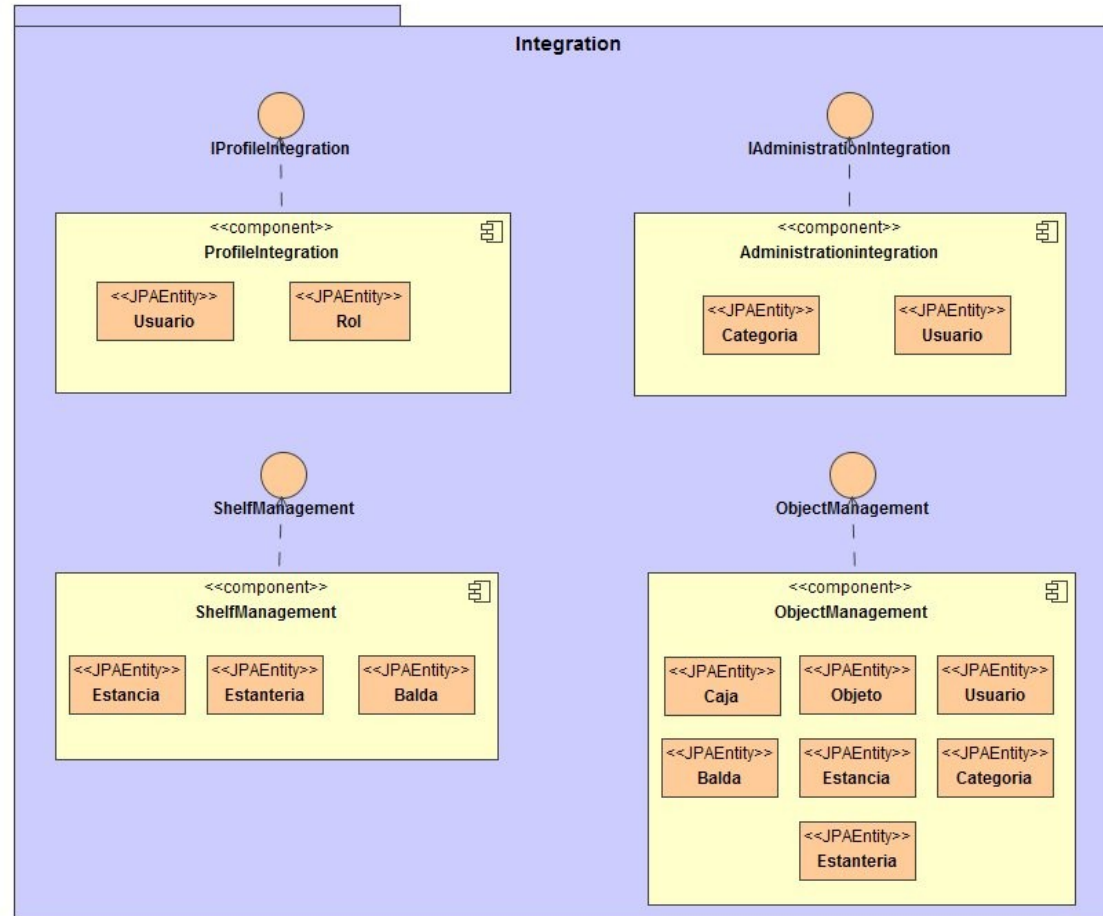 Integration
IProfileIntegration
IAdministrationIntegration
<<component>>
ProfileIntegration
<<JPAEntity>>
Usuario
<<JPAEntity>>
Rol
<<component>>
Administrationintegration
<<JPAEntity>>
Categoria
<<JPAEntity>>
Usuario
ShelfManagement
ObjectManagement
<<component>>
ShelfManagement
<<JPAEntity>>
Estancia
<<JPAEntity>>
Estanteria
<<JPAEntity>>
Balda
<<component>>
ObjectManagement
<<JPAEntity>>
Caja
<<JPAEntity>>
Objeto
<<JPAEntity>>
Usuario
<<JPAEntity>>
Balda
<<JPAEntity>>
Estancia
<<JPAEntity>>
Categoria
<<JPAEntity>>
Estanteria